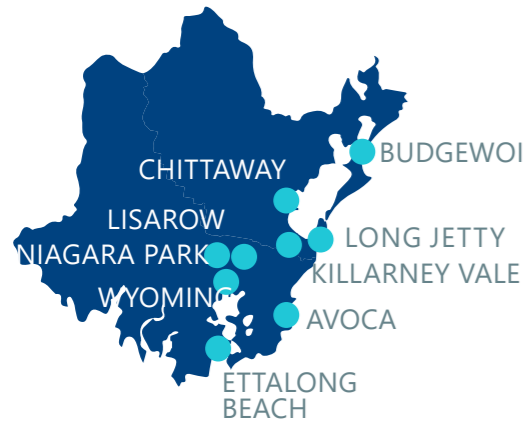 BUDGEWOI
CHITTAWAY
LISAROW
LONG JETTY
NIAGARA PARK
KILLARNEY VALE
WYOMING
AVOCA
ETTALONG
BEACH